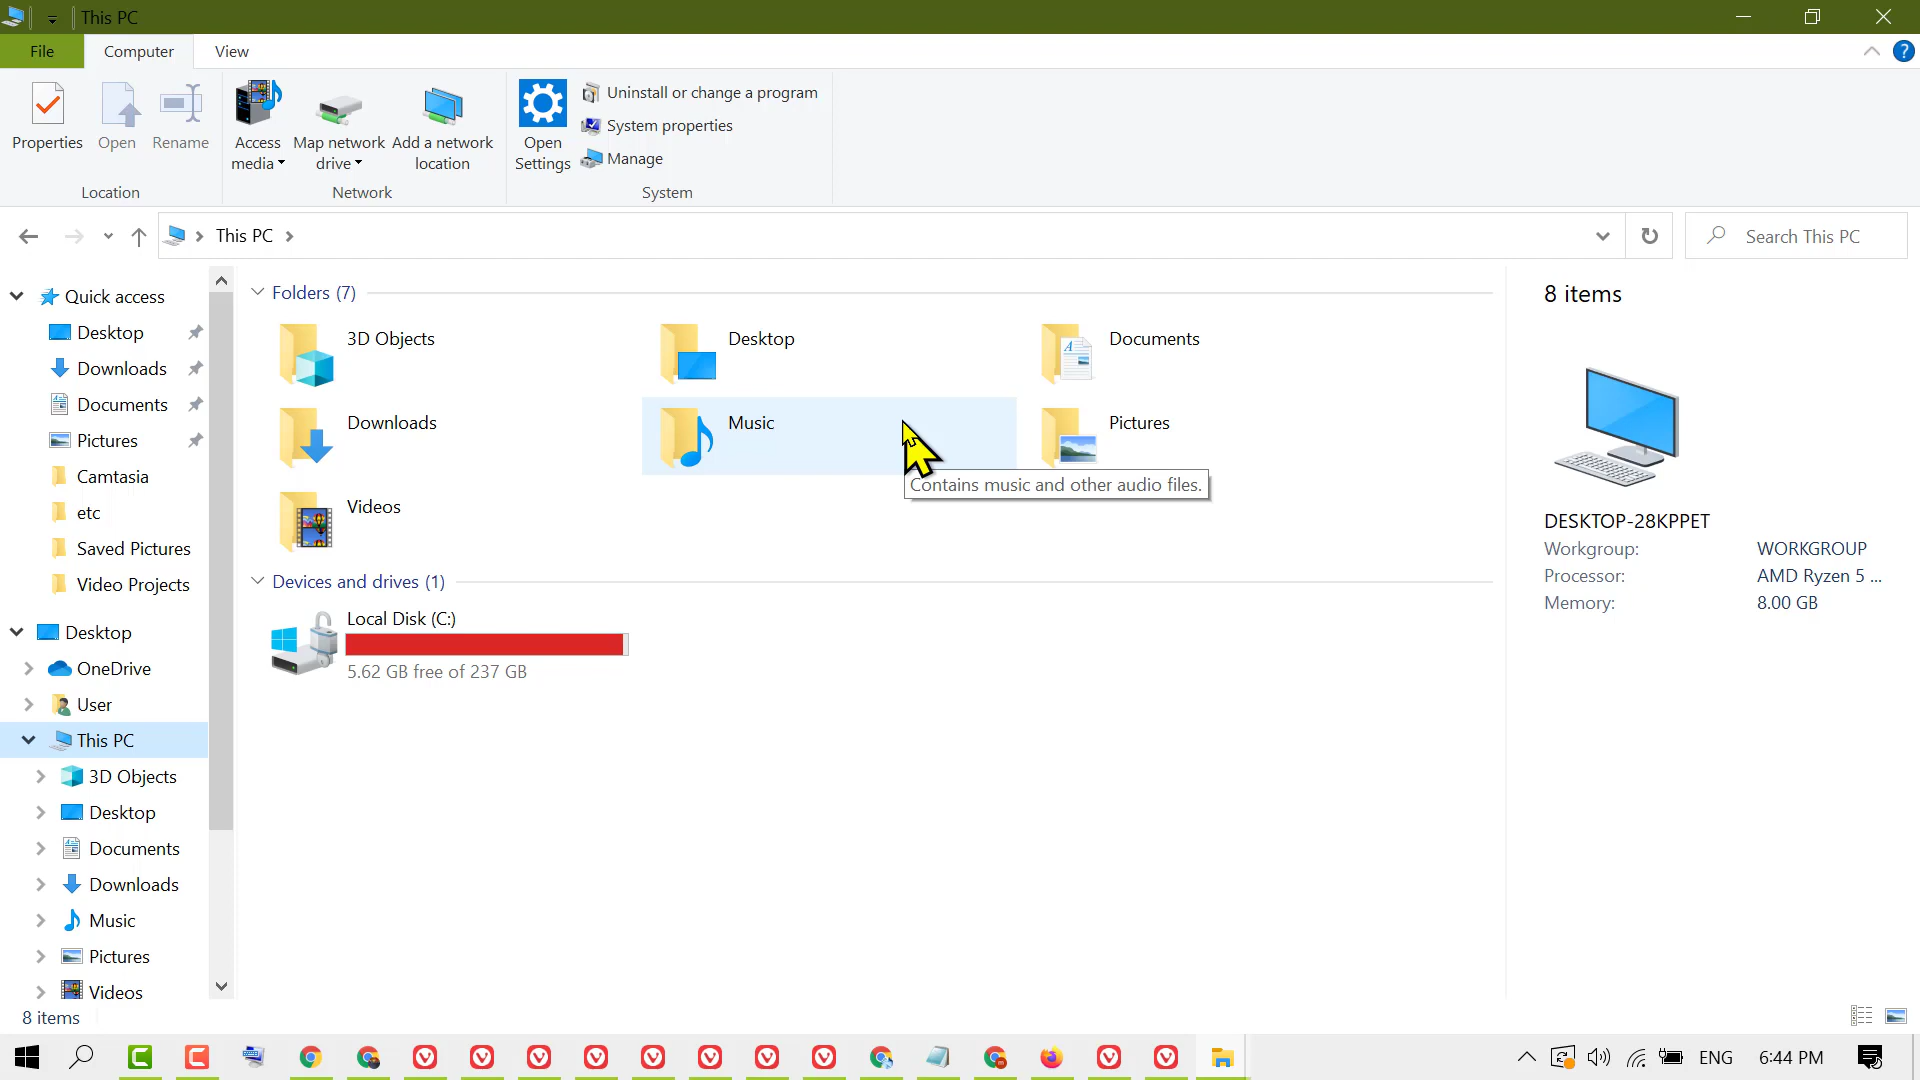 This PC
File
Computer
View
Properties
Open
Rename
Access media
Map network drive
Add a network location
Open Settings
Uninstall or change a program
System properties
Manage
Location
Network
System
This PC
Search This PC
Quick access
Desktop
Downloads
Documents
Pictures
Camtasia
etc
Saved Pictures
Video Projects
Desktop
OneDrive
User
This PC
3D Objects
Desktop
Documents
Downloads
Music
Pictures
Videos
Folders (7)
3D Objects
Desktop
Documents
Downloads
Music
Pictures
Contains music and other audio files.
Videos
Devices and drives (1)
Local Disk (C:)
5.62 GB free of 237 GB
8 items
DESKTOP-28KPPET
Workgroup: WORKGROUP
Processor: AMD Ryzen 5 ...
Memory: 8.00 GB
8 items
ENG
6:44 PM